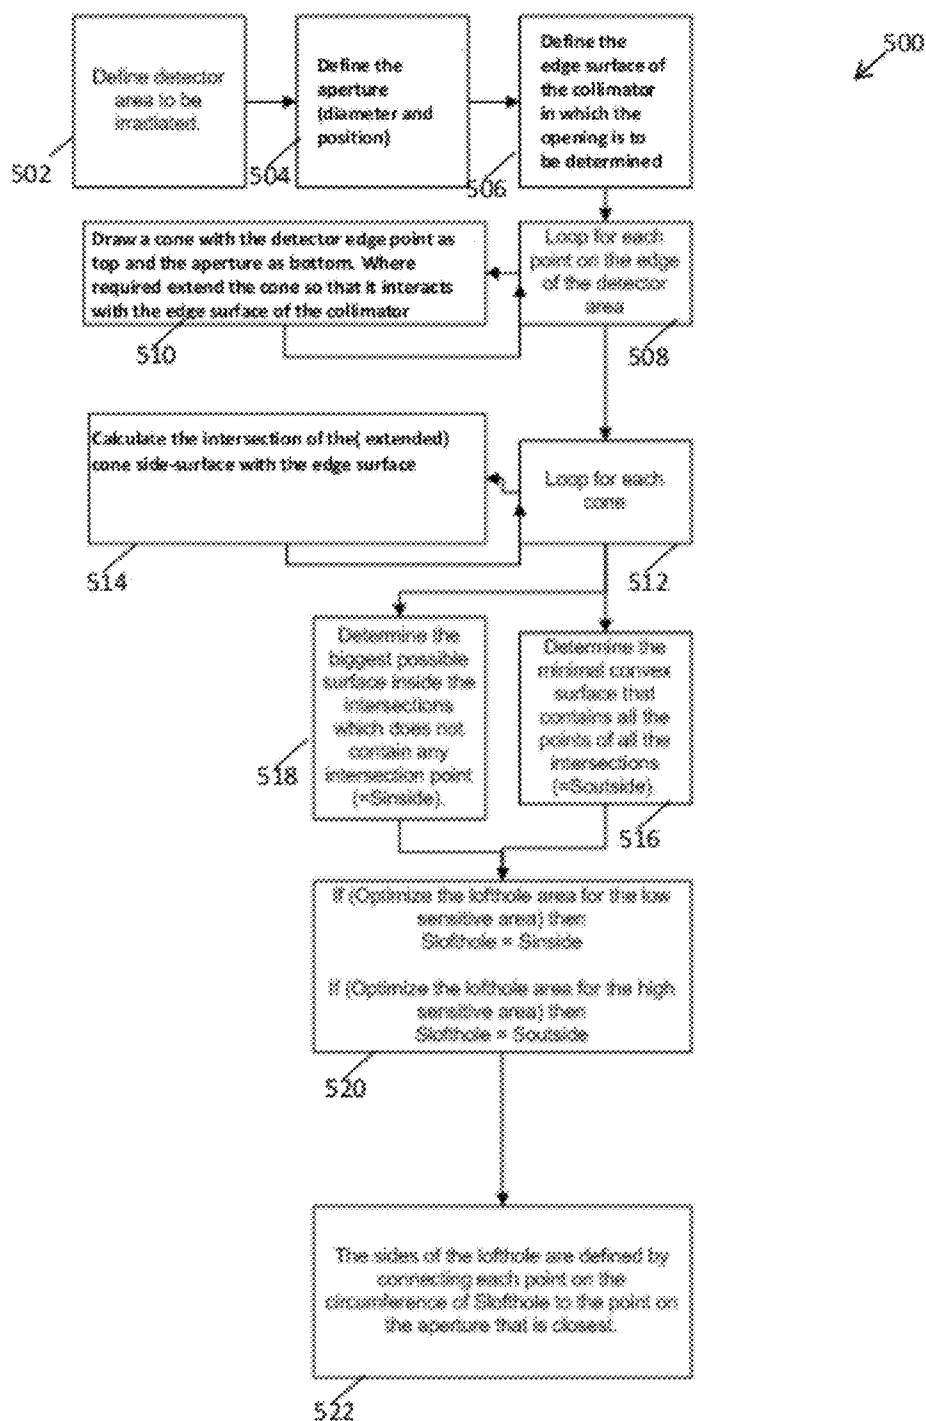 500
Define detector
area to be
irradiated.
502
Define the
aperture
(diameter and
position)
504
Define the
edge surface of
the collimator
in which the
opening is to
be determined
506
Loop for each
point on the edge
of the detector
area
508
Draw a cone with the detector edge point as
top and the aperture as bottom. Where
required extend the cone so that it interacts
with the edge surface of the collimator
510
Loop for each
cone
512
Calculate the intersection of the( extended)
cone side-surface with the edge surface
514
Determine the
biggest possible
surface inside the
intersections
which does not
contain any
intersection point
(=Sinside).
518
Determine the
minimal convex
surface that
contains all the
points of all the
intersections
(=Soutside).
516
If (Optimize the lofthole area for the low
sensitive area) then
Slofthole = Sinside
If (Optimize the lofthole area for the high
sensitive area) then
Slofthole = Soutside
520
The sides of the lofthole are defined by
connecting each point on the
circumference of Slofthole to the point on
the aperture that is closest.
522